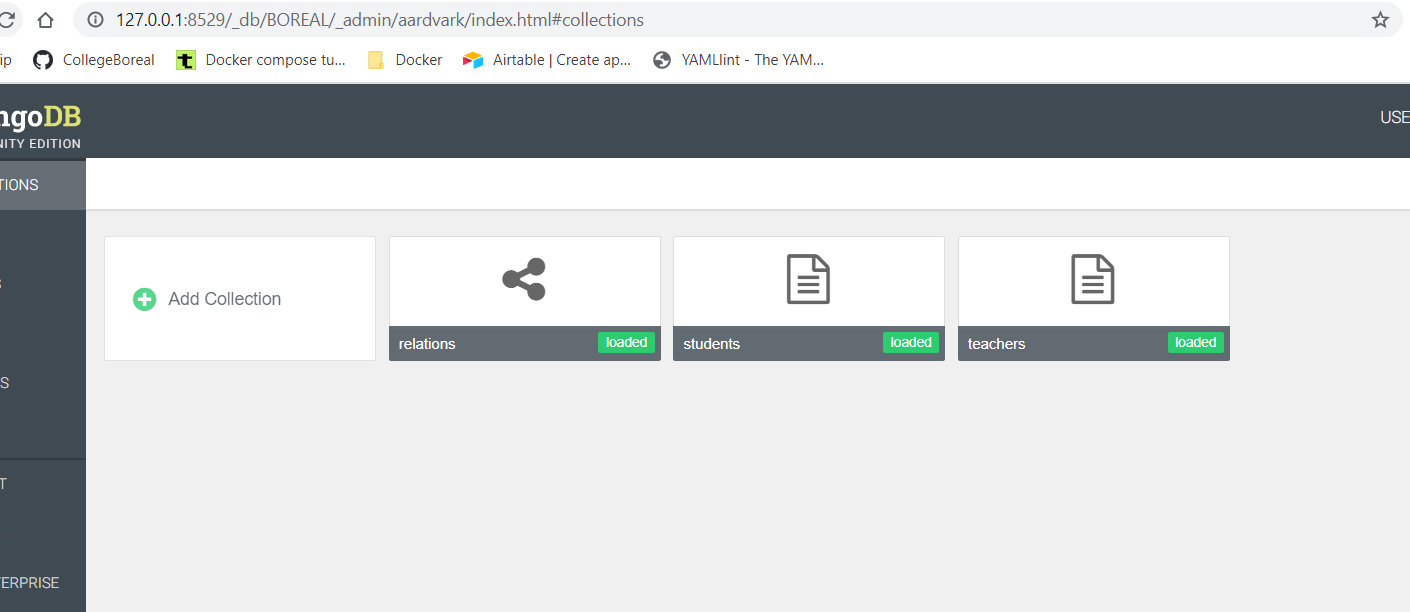 127.0.0.1:8529/_db/BOREAL/_admin/aardvark/index.html#collections
ip CollegeBoreal Docker compose tu... Docker Airtable | Create ap... YAMLlint - The YAM...
ngoDB
NITY EDITION
USE
TIONS
Add Collection
relations loaded
students loaded
teachers loaded
S
S
T
ERPRISE